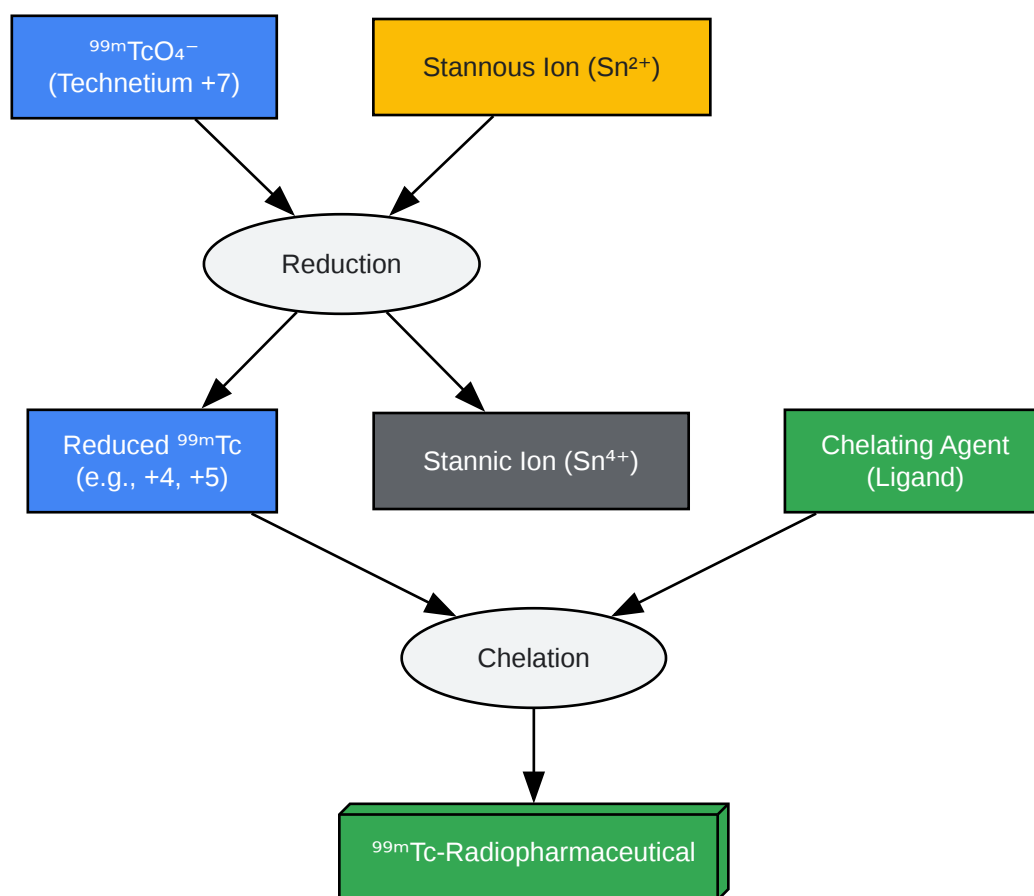 ⁹⁹ᵐTcO₄⁻
(Technetium +7)
Stannous Ion (Sn²⁺)
Reduction
Reduced ⁹⁹ᵐTc
(e.g., +4, +5)
Stannic Ion (Sn⁴⁺)
Chelating Agent
(Ligand)
Chelation
⁹⁹ᵐTc-Radiopharmaceutical